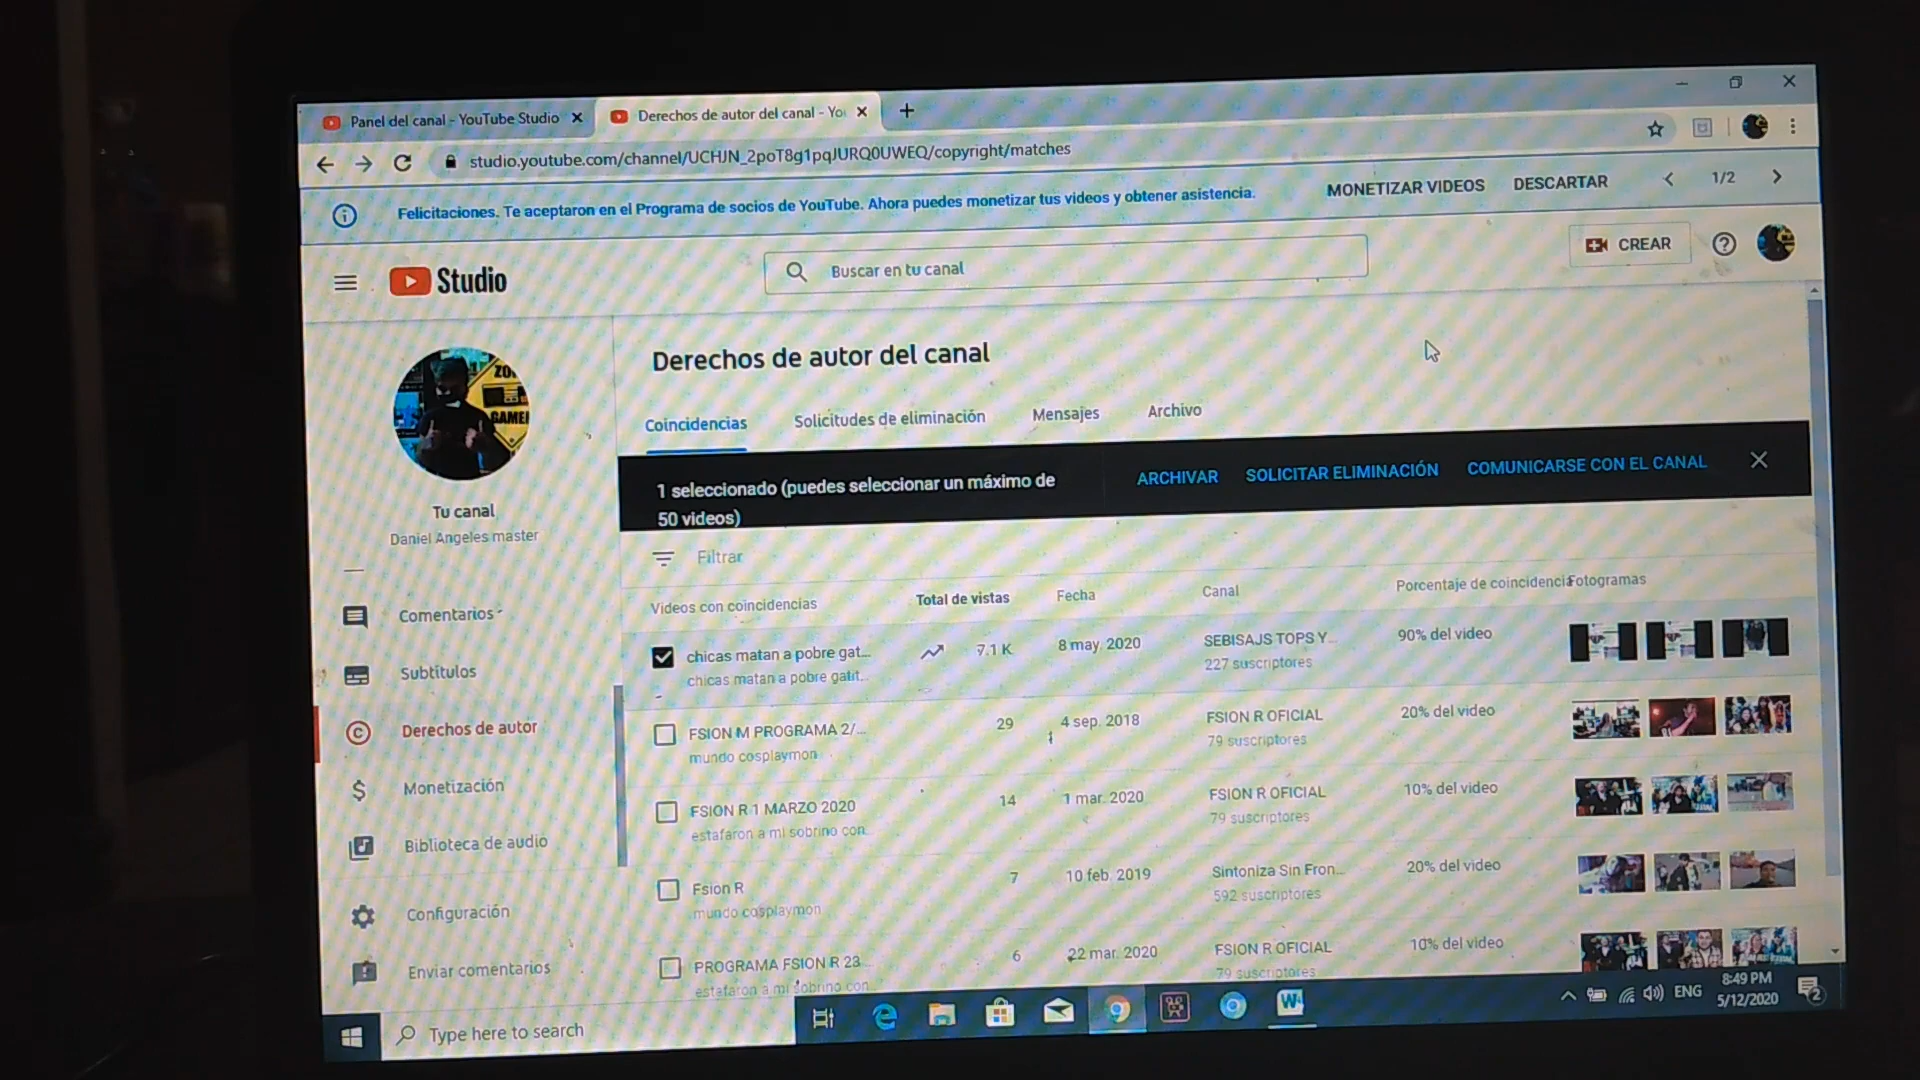 Panel del canal - YouTube Studio
Derechos de autor del canal - You
studio.youtube.com/channel/UCHJN_2poT8g1pqJURQ0UWEQ/copyright/matches
Felicitaciones. Te aceptaron en el Programa de socios de YouTube. Ahora puedes monetizar tus videos y obtener asistencia.
MONETIZAR VIDEOS
DESCARTAR
1/2
Studio
Buscar en tu canal
CREAR
Tu canal
Daniel Angeles master
Comentarios
Subtítulos
Derechos de autor
Monetización
Biblioteca de audio
Configuración
Enviar comentarios
Derechos de autor del canal
Coincidencias
Solicitudes de eliminación
Mensajes
Archivo
1 seleccionado (puedes seleccionar un máximo de
50 videos)
ARCHIVAR
SOLICITAR ELIMINACIÓN
COMUNICARSE CON EL CANAL
Filtrar
Videos con coincidencias
Total de vistas
Fecha
Canal
Porcentaje de coincidencia
Fotogramas
chicas matan a pobre gat...
chicas matan a pobre gatit...
7.1 K
8 may. 2020
SEBISAJS TOPS Y...
227 suscriptores
90% del video
FSION M PROGRAMA 2/...
mundo cosplaymon
29
4 sep. 2018
FSION R OFICIAL
79 suscriptores
20% del video
FSION R 1 MARZO 2020
estafaron a mi sobrino con...
14
1 mar. 2020
FSION R OFICIAL
79 suscriptores
10% del video
Fsion R
mundo cosplaymon
7
10 feb. 2019
Sintoniza Sin Fron...
592 suscriptores
20% del video
PROGRAMA FSION R 23...
estafaron a mi sobrino con...
6
22 mar. 2020
FSION R OFICIAL
79 suscriptores
10% del video
Type here to search
ENG
8:49 PM
5/12/2020
2